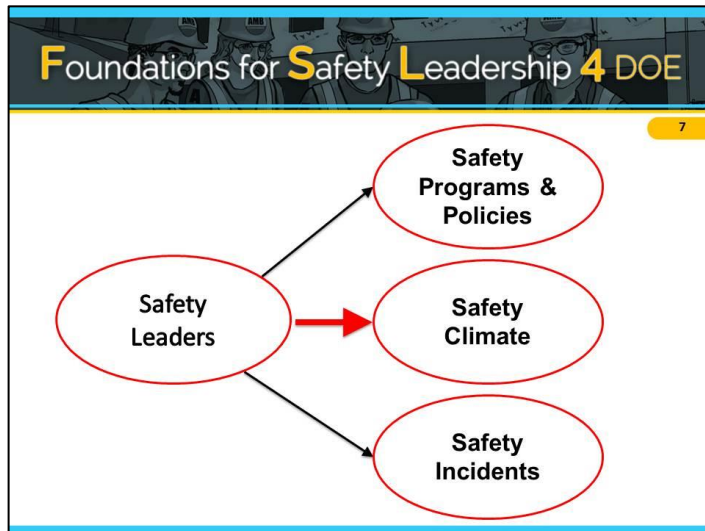 Foundations for Safety Leadership 4 DOE
7
Safety
Programs &
Policies
Safety
Leaders
Safety
Climate
Safety
Incidents